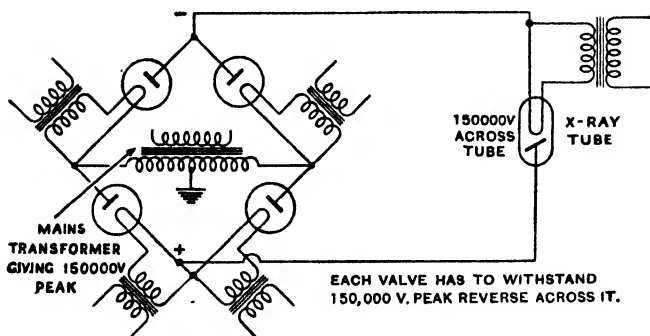 -
150000V
ACROSS
TUBE
X-RAY
TUBE
MAINS
TRANSFORMER
GIVING 150000V
PEAK
+
EACH VALVE HAS TO WITHSTAND
150,000 V. PEAK REVERSE ACROSS IT.